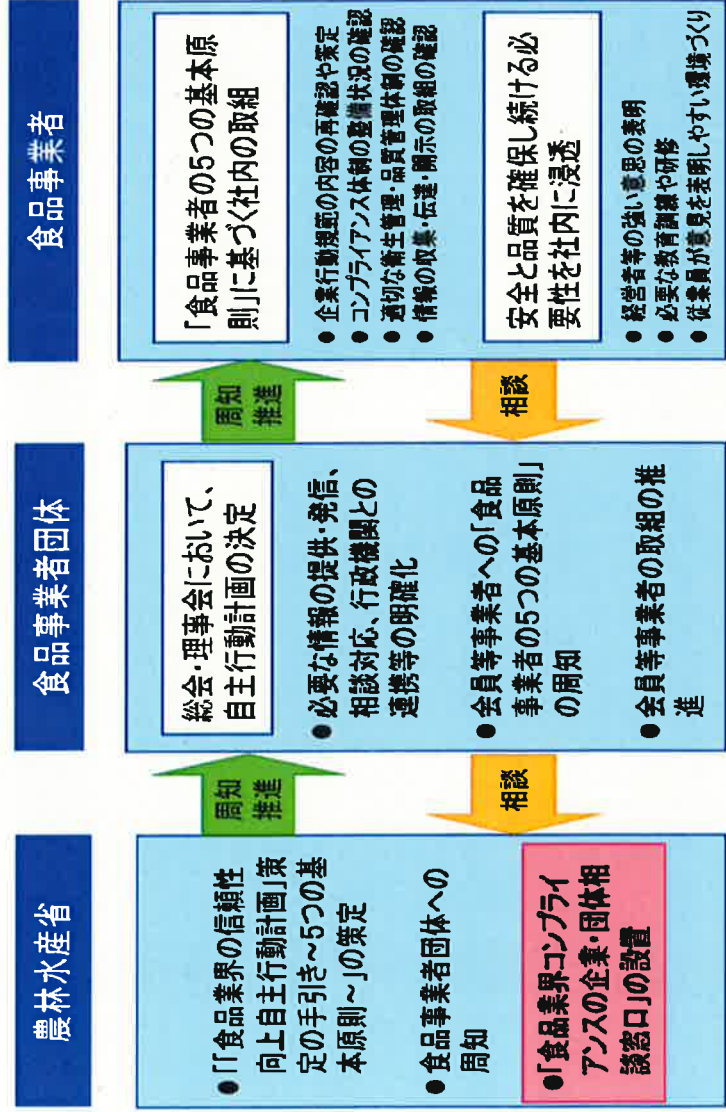 農林水産省
●「「食品業界の信頼性
向上自主行動計画」策
定の手引き～5つの基
本原則～」の策定
●食品事業者団体への
周知
●「食品業界コンプライ
アンスの企業・団体相
談窓口」の設置
周知
推進
相談
食品事業者団体
総会・理事会において、
自主行動計画の決定
●必要な情報の提供・発信、
相談対応、行政機関との
連携等の明確化
●会員等事業者への「食品
事業者の5つの基本原則」
の周知
●会員等事業者の取組の推
進
周知
推進
相談
食品事業者
「食品事業者の5つの基本原
則」に基づく社内の取組
●企業行動規範の内容の再確認や策定
●コンプライアンス体制の整備状況の確認
●適切な衛生管理・品質管理体制の確認
●情報の収集・伝達・開示の取組の確認
安全と品質を確保し続ける必
要性を社内に浸透
●経営者等の強い意思の表明
●必要な教育訓練や研修
●従業員が意見を表明しやすい環境づくり